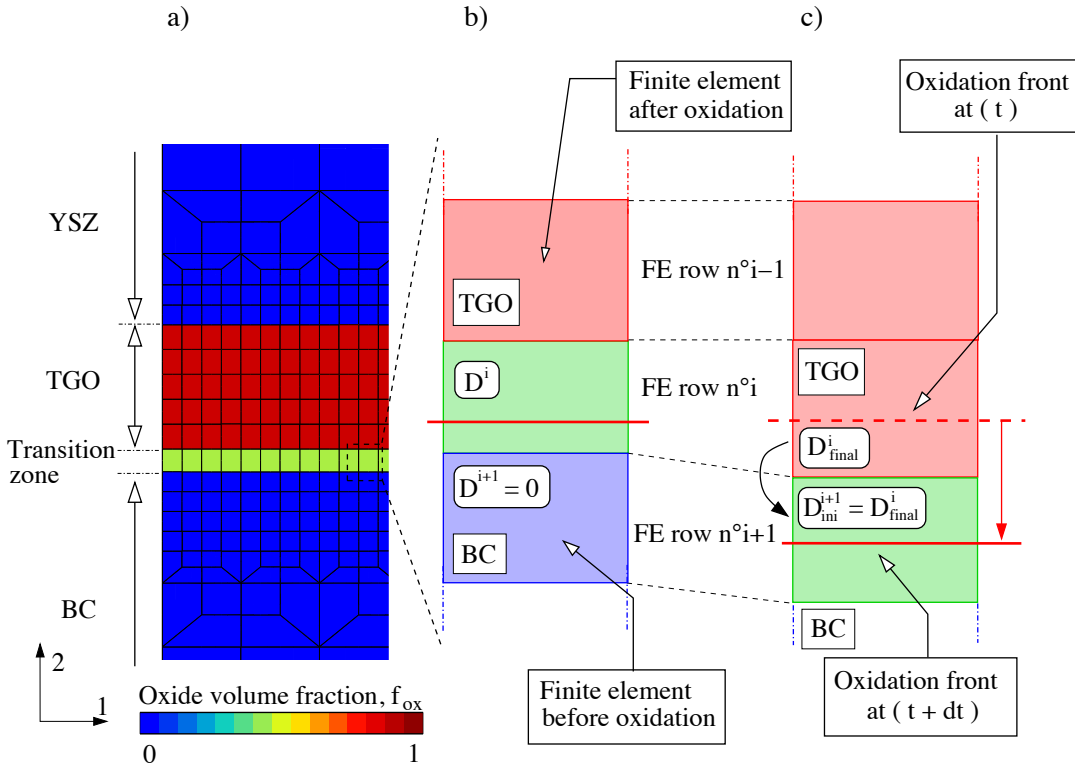 a)
b)
c)
YSZ
TGO
Transition
zone
BC
2
1
Oxide volume fraction, f_ox
0
1
Finite element
after oxidation
TGO
D^i
D^{i+1} = 0
BC
Finite element
before oxidation
FE row n°i–1
FE row n°i
FE row n°i+1
Oxidation front
at ( t )
TGO
D^i_final
D^{i+1}_ini = D^i_final
BC
Oxidation front
at ( t + dt )